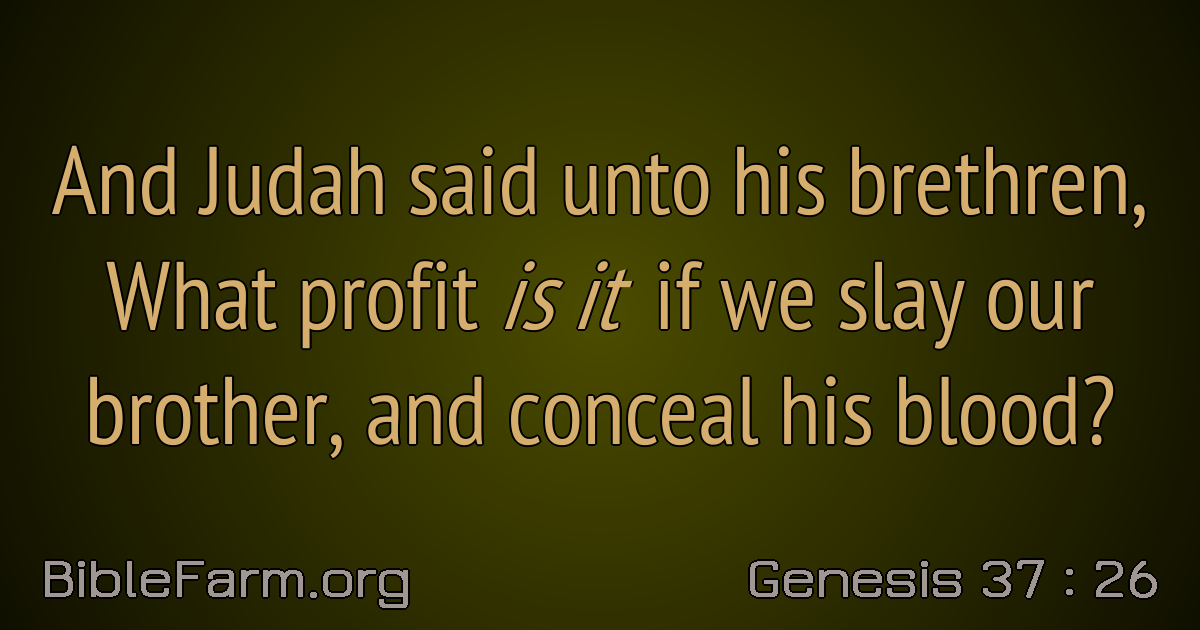 And Judah said unto his brethren,
What profit is it if we slay our
brother, and conceal his blood?
BibleFarm.org
Genesis 37 : 26